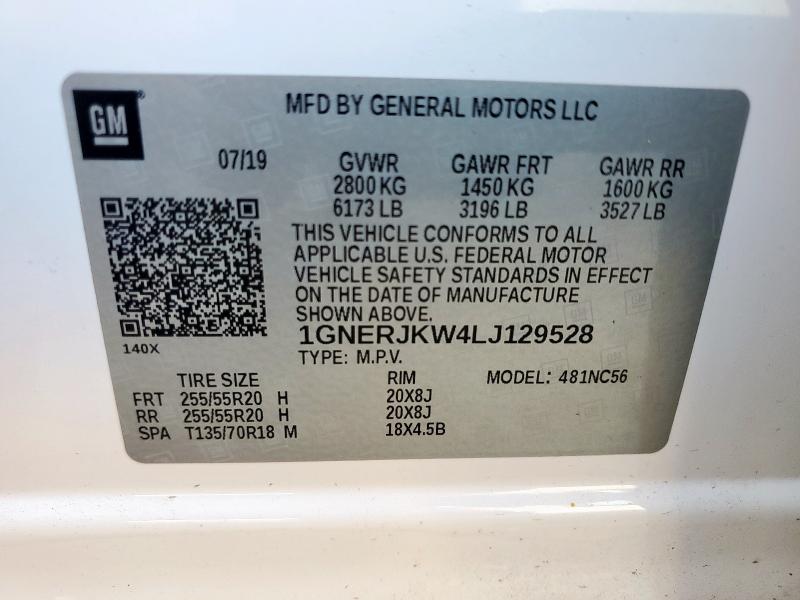 GM®
MFD BY GENERAL MOTORS LLC
07/19 GVWR GAWR FRT GAWR RR
2800 KG 1450 KG 1600 KG
6173 LB 3196 LB 3527 LB
THIS VEHICLE CONFORMS TO ALL
APPLICABLE U.S. FEDERAL MOTOR
VEHICLE SAFETY STANDARDS IN EFFECT
ON THE DATE OF MANUFACTURE
SHOWN ABOVE.
1GNERJKW4LJ129528
140X
TYPE: M.P.V.
TIRE SIZE RIM MODEL: 481NC56
FRT 255/55R20 H 20X8J
RR 255/55R20 H 20X8J
SPA T135/70R18 M 18X4.5B